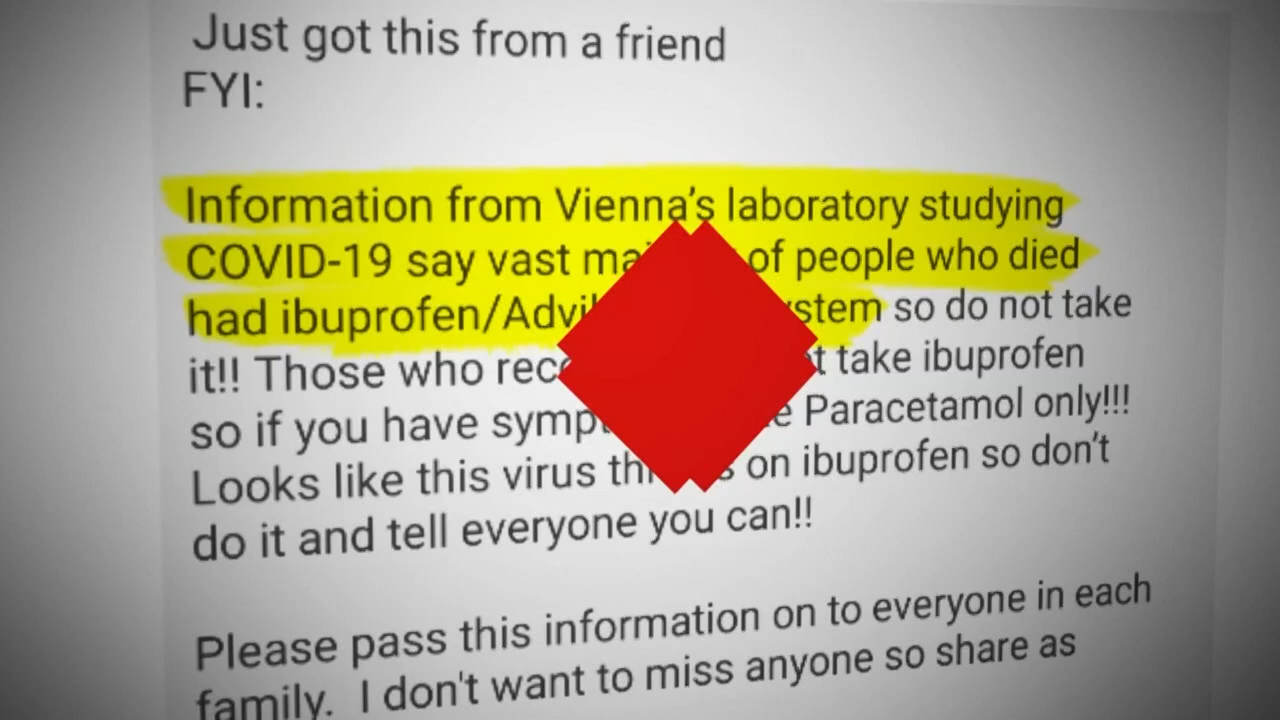 Just got this from a friend
FYI:
Information from Vienna's laboratory studying
COVID-19 say vast of people who died
had ibuprofen/Advil so do not take
it!! Those who take ibuprofen
so if you have Paracetamol only!!!
Looks like this virus on ibuprofen so don't
do it and tell everyone you can!!
Please pass this information on to everyone in each
family. I don't want to miss anyone so share as